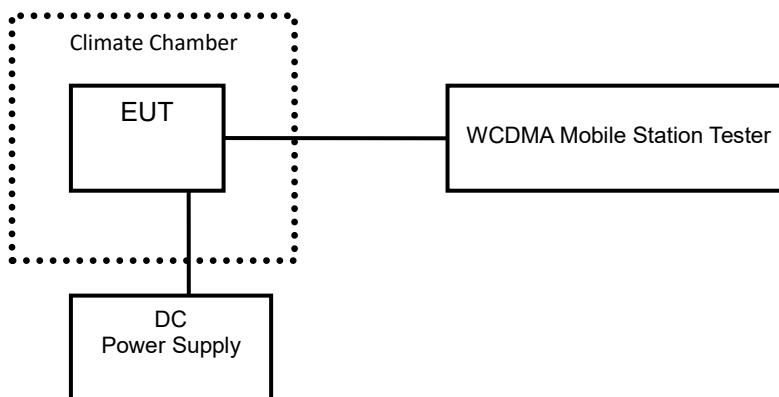 Climate Chamber
EUT
WCDMA Mobile Station Tester
DC
Power Supply